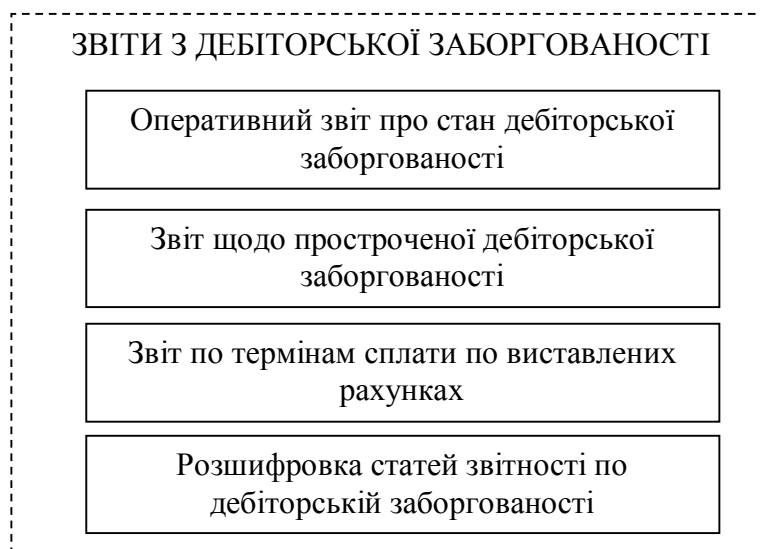 ЗВІТИ З ДЕБІТОРСЬКОЇ ЗАБОРГОВАНОСТІ
Оперативний звіт про стан дебіторської
заборгованості
Звіт щодо простроченої дебіторської
заборгованості
Звіт по термінам сплати по виставлених
рахунках
Розшифровка статей звітності по
дебіторській заборгованості